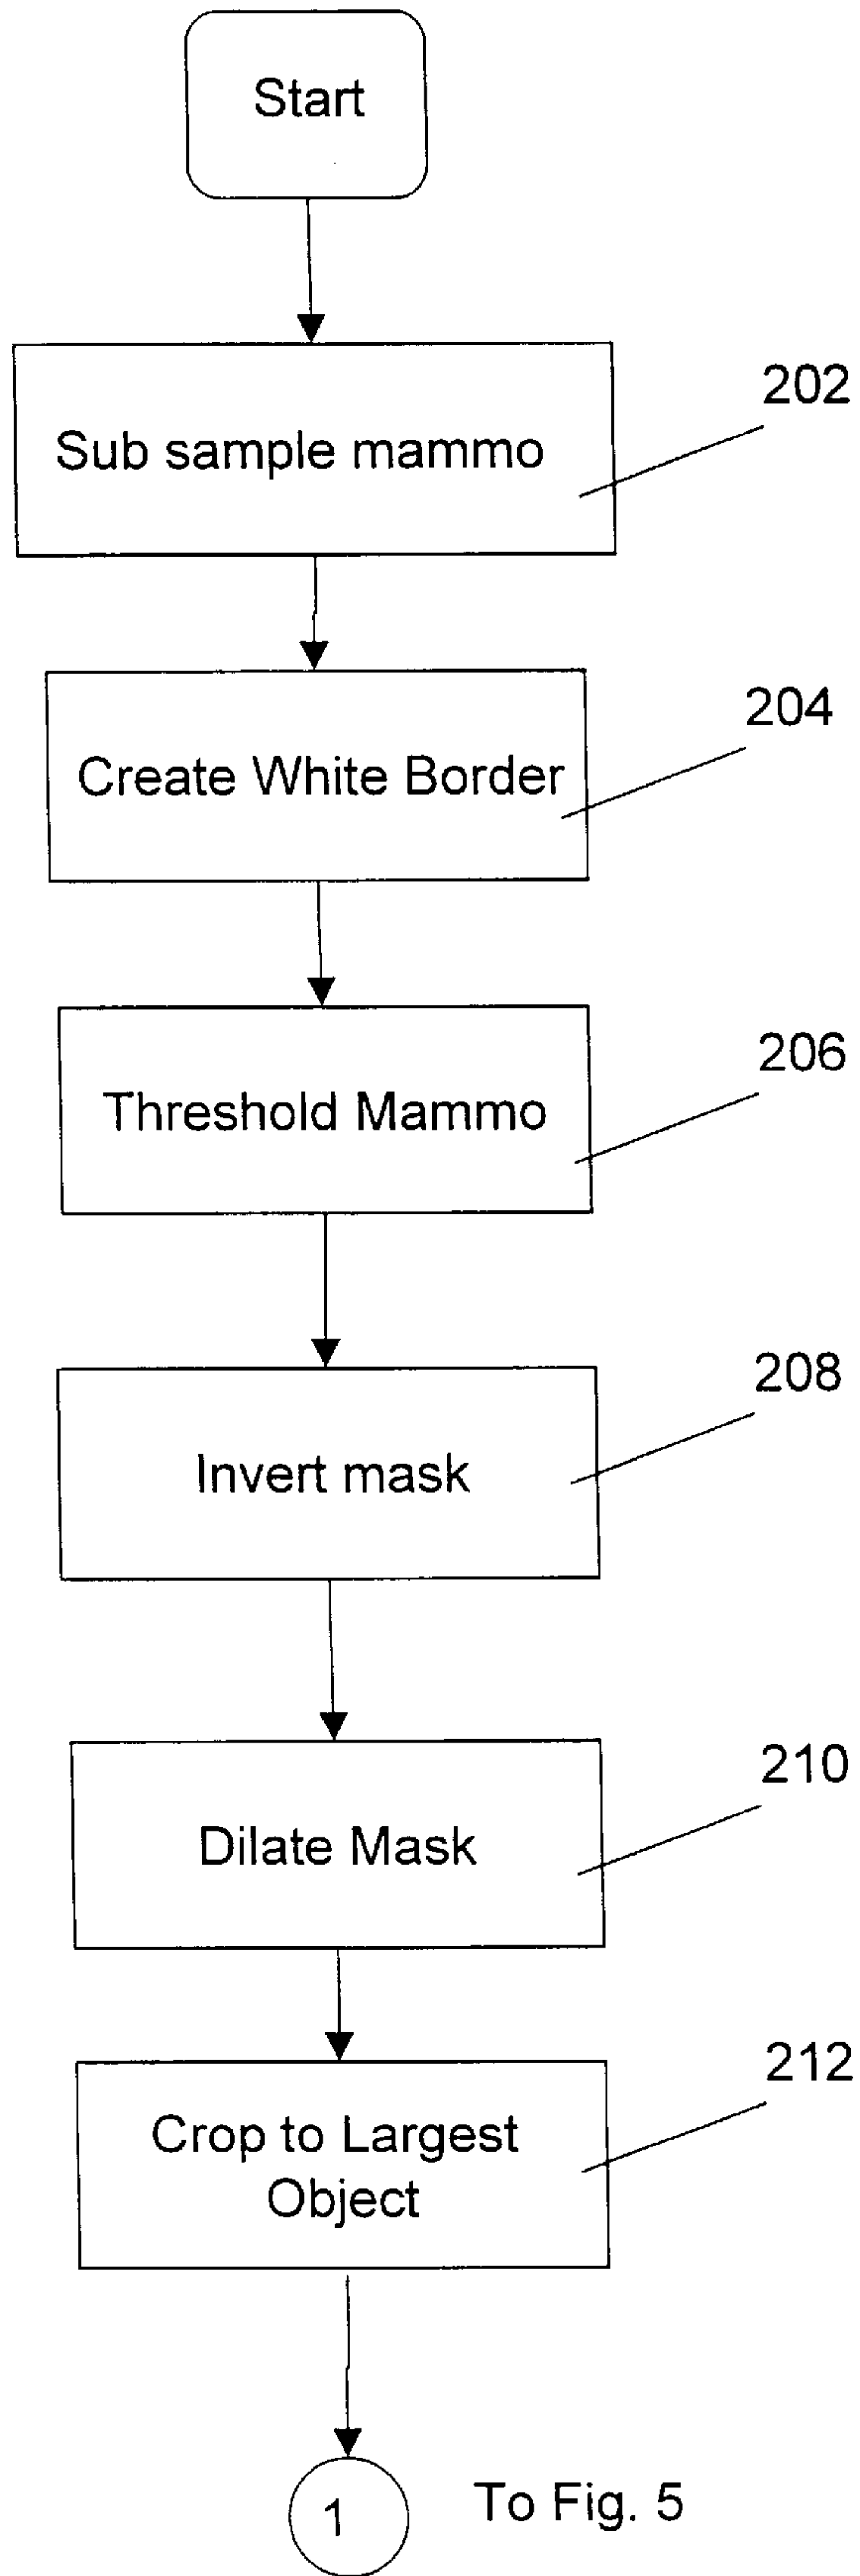 Start
Sub sample mammo
202
Create White Border
204
Threshold Mammo
206
Invert mask
208
Dilate Mask
210
Crop to Largest
Object
212
1
To Fig. 5